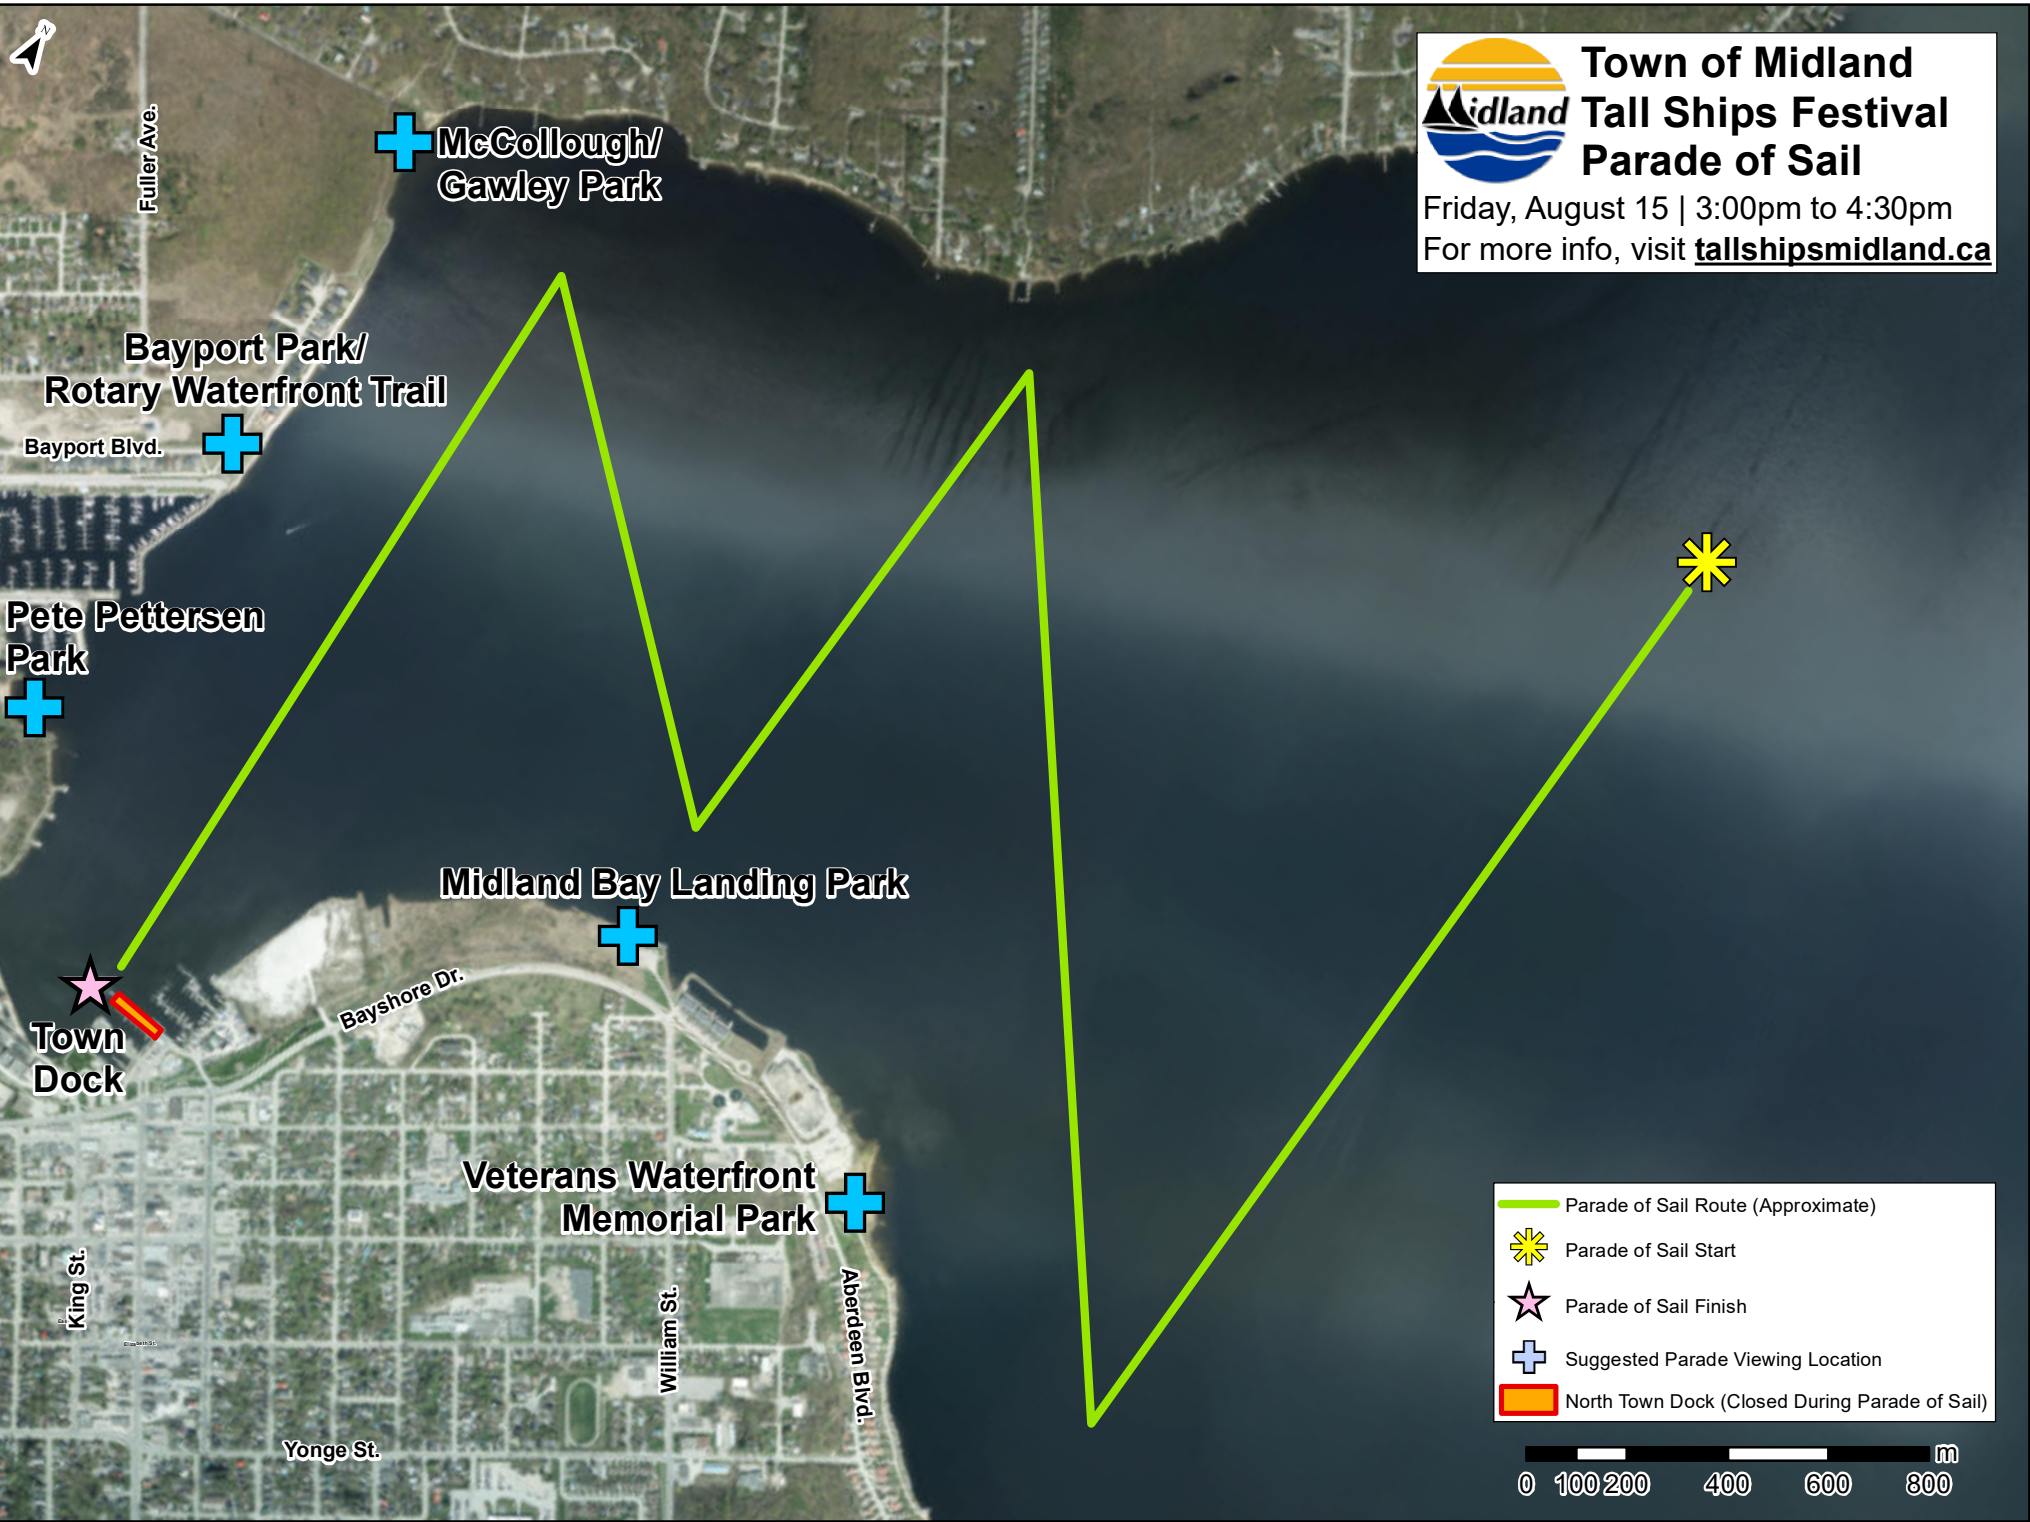 N
Town of Midland
Tall Ships Festival
Parade of Sail
Midland
Friday, August 15 | 3:00pm to 4:30pm
For more info, visit tallshipsmidland.ca
Fuller Ave.
McCollough/
Gawley Park
Bayport Park/
Rotary Waterfront Trail
Bayport Blvd.
Pete Pettersen
Park
Midland Bay Landing Park
Bayshore Dr.
Town
Dock
Veterans Waterfront
Memorial Park
King St.
Elizabeth St.
William St.
Aberdeen Blvd.
Yonge St.
Parade of Sail Route (Approximate)
Parade of Sail Start
Parade of Sail Finish
Suggested Parade Viewing Location
North Town Dock (Closed During Parade of Sail)
m
0 100 200 400 600 800